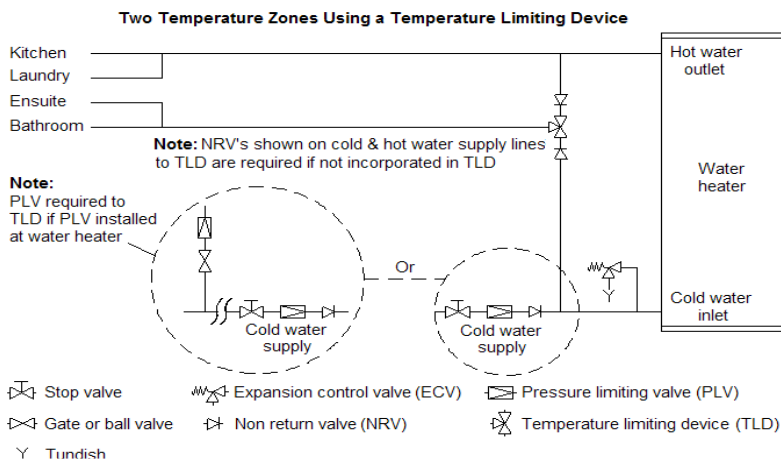 Two Temperature Zones Using a Temperature Limiting Device
Kitchen
Laundry
Ensuite
Bathroom
Hot water
outlet
Note: NRV's shown on cold & hot water supply lines
to TLD are required if not incorporated in TLD
Water
heater
Note:
PLV required to
TLD if PLV installed
at water heater
Or
Cold water
supply
Cold water
supply
Cold water
inlet
Stop valve
Expansion control valve (ECV)
Pressure limiting valve (PLV)
Gate or ball valve
Non return valve (NRV)
Temperature limiting device (TLD)
Tundish